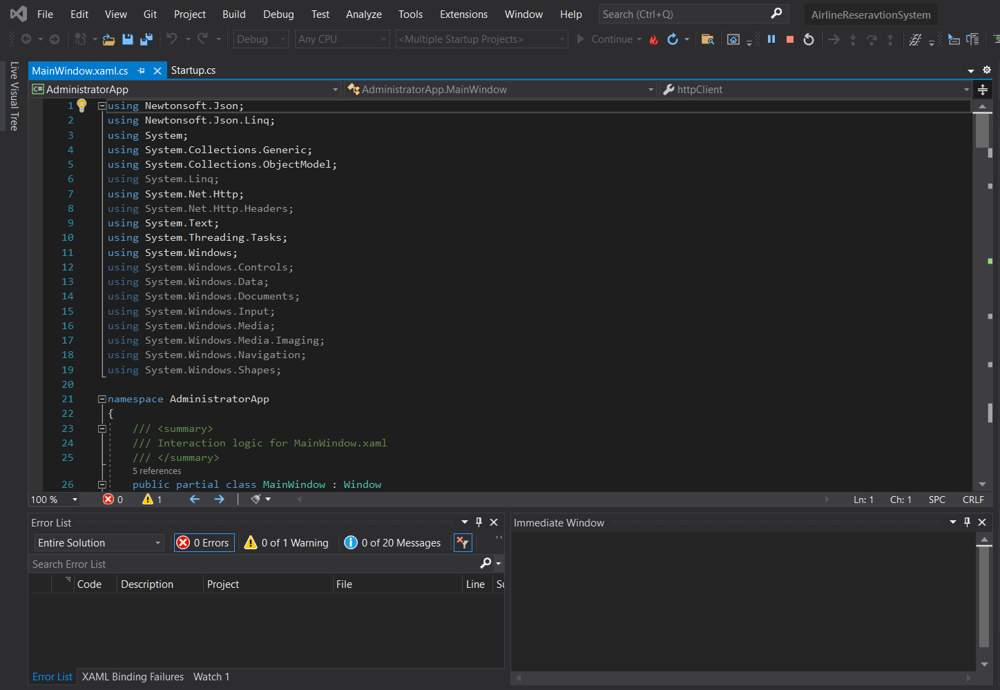 File Edit View Git Project Build Debug Test Analyze Tools Extensions Window Help Search (Ctrl+Q) AirlineReseravtionSystem
Debug Any CPU <Multiple Startup Projects> Continue
Live Visual Tree
MainWindow.xaml.cs Startup.cs
C# AdministratorApp AdministratorApp.MainWindow httpClient
1 using Newtonsoft.Json;
2 using Newtonsoft.Json.Linq;
3 using System;
4 using System.Collections.Generic;
5 using System.Collections.ObjectModel;
6 using System.Linq;
7 using System.Net.Http;
8 using System.Net.Http.Headers;
9 using System.Text;
10 using System.Threading.Tasks;
11 using System.Windows;
12 using System.Windows.Controls;
13 using System.Windows.Data;
14 using System.Windows.Documents;
15 using System.Windows.Input;
16 using System.Windows.Media;
17 using System.Windows.Media.Imaging;
18 using System.Windows.Navigation;
19 using System.Windows.Shapes;
20
21 namespace AdministratorApp
22 {
23 /// <summary>
24 /// Interaction logic for MainWindow.xaml
25 /// </summary>
5 references
26 public partial class MainWindow : Window
100 % 0 1 Ln: 1 Ch: 1 SPC CRLF
Error List
Entire Solution 0 Errors 0 of 1 Warning 0 of 20 Messages
Search Error List
Code Description Project File Line Su
Error List XAML Binding Failures Watch 1
Immediate Window